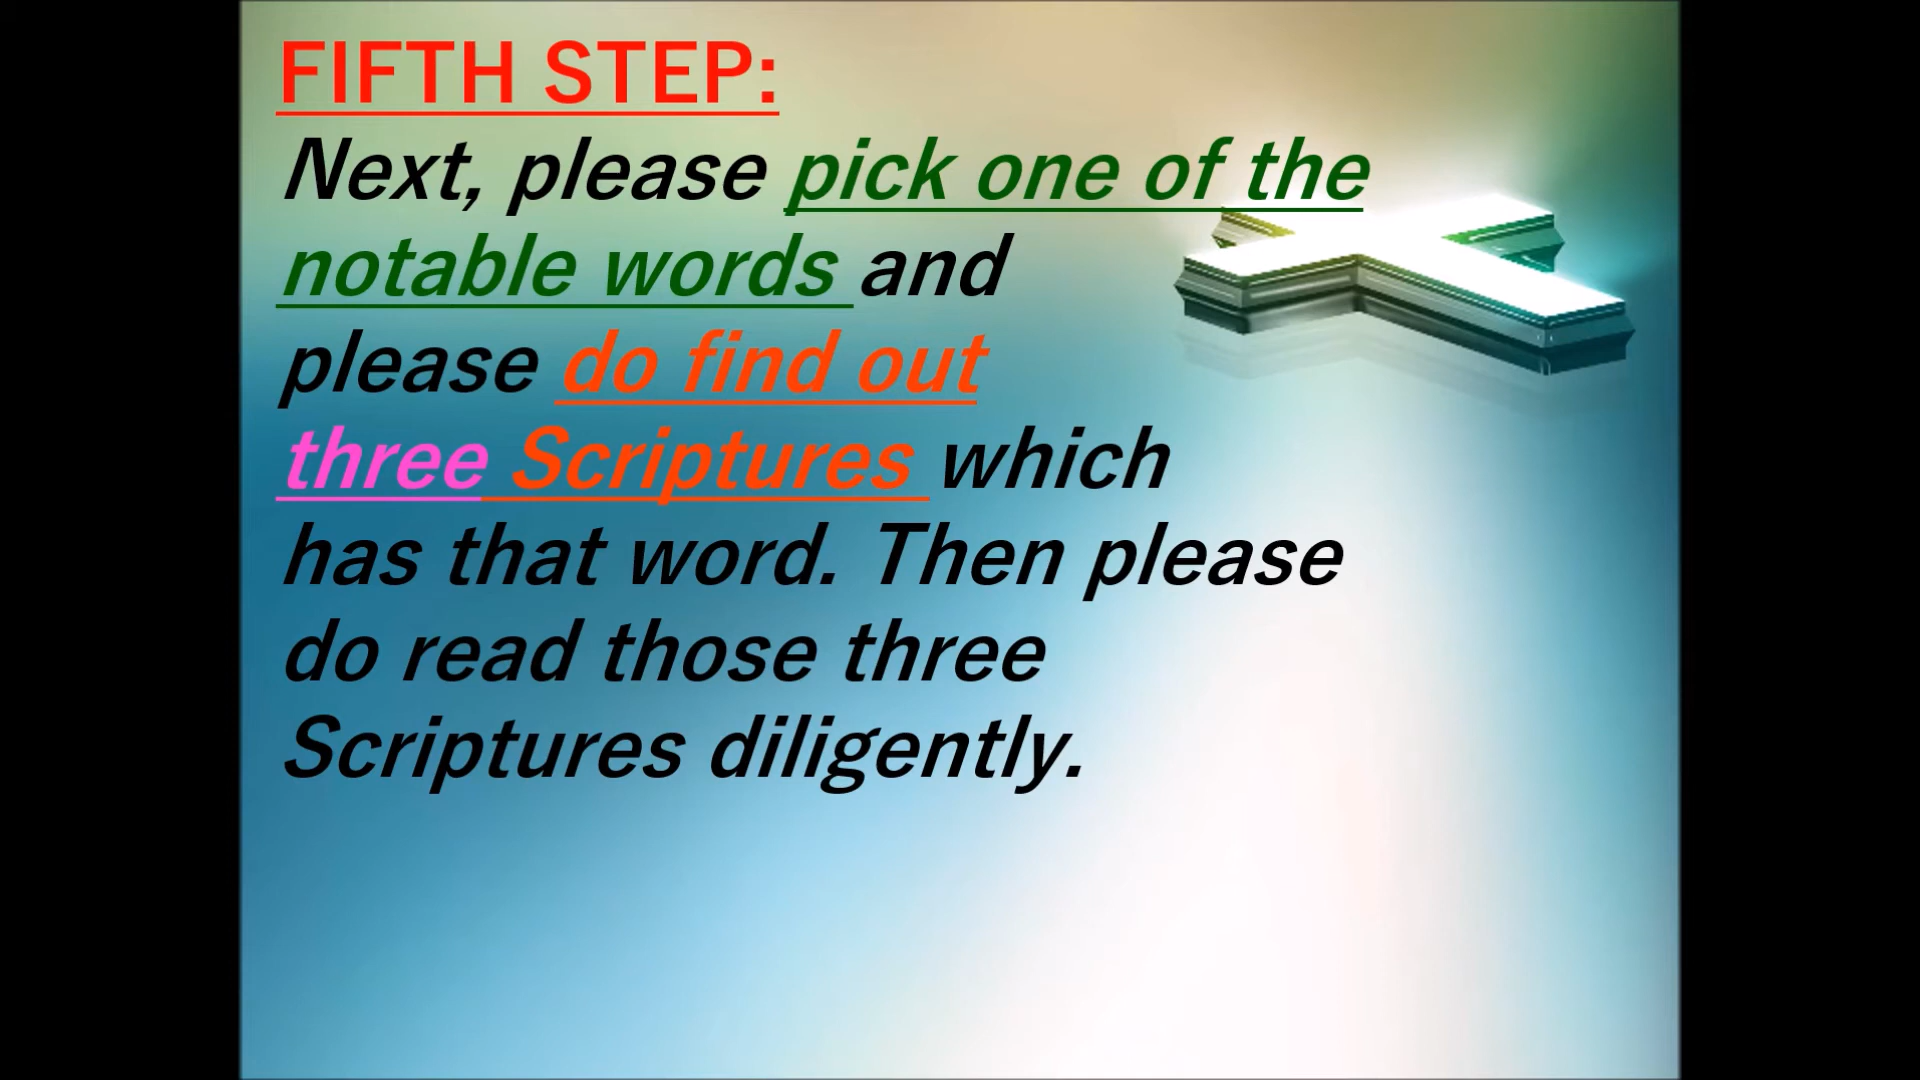 FIFTH STEP:
Next, please pick one of the
notable words and
please do find out
three Scriptures which
has that word. Then please
do read those three
Scriptures diligently.